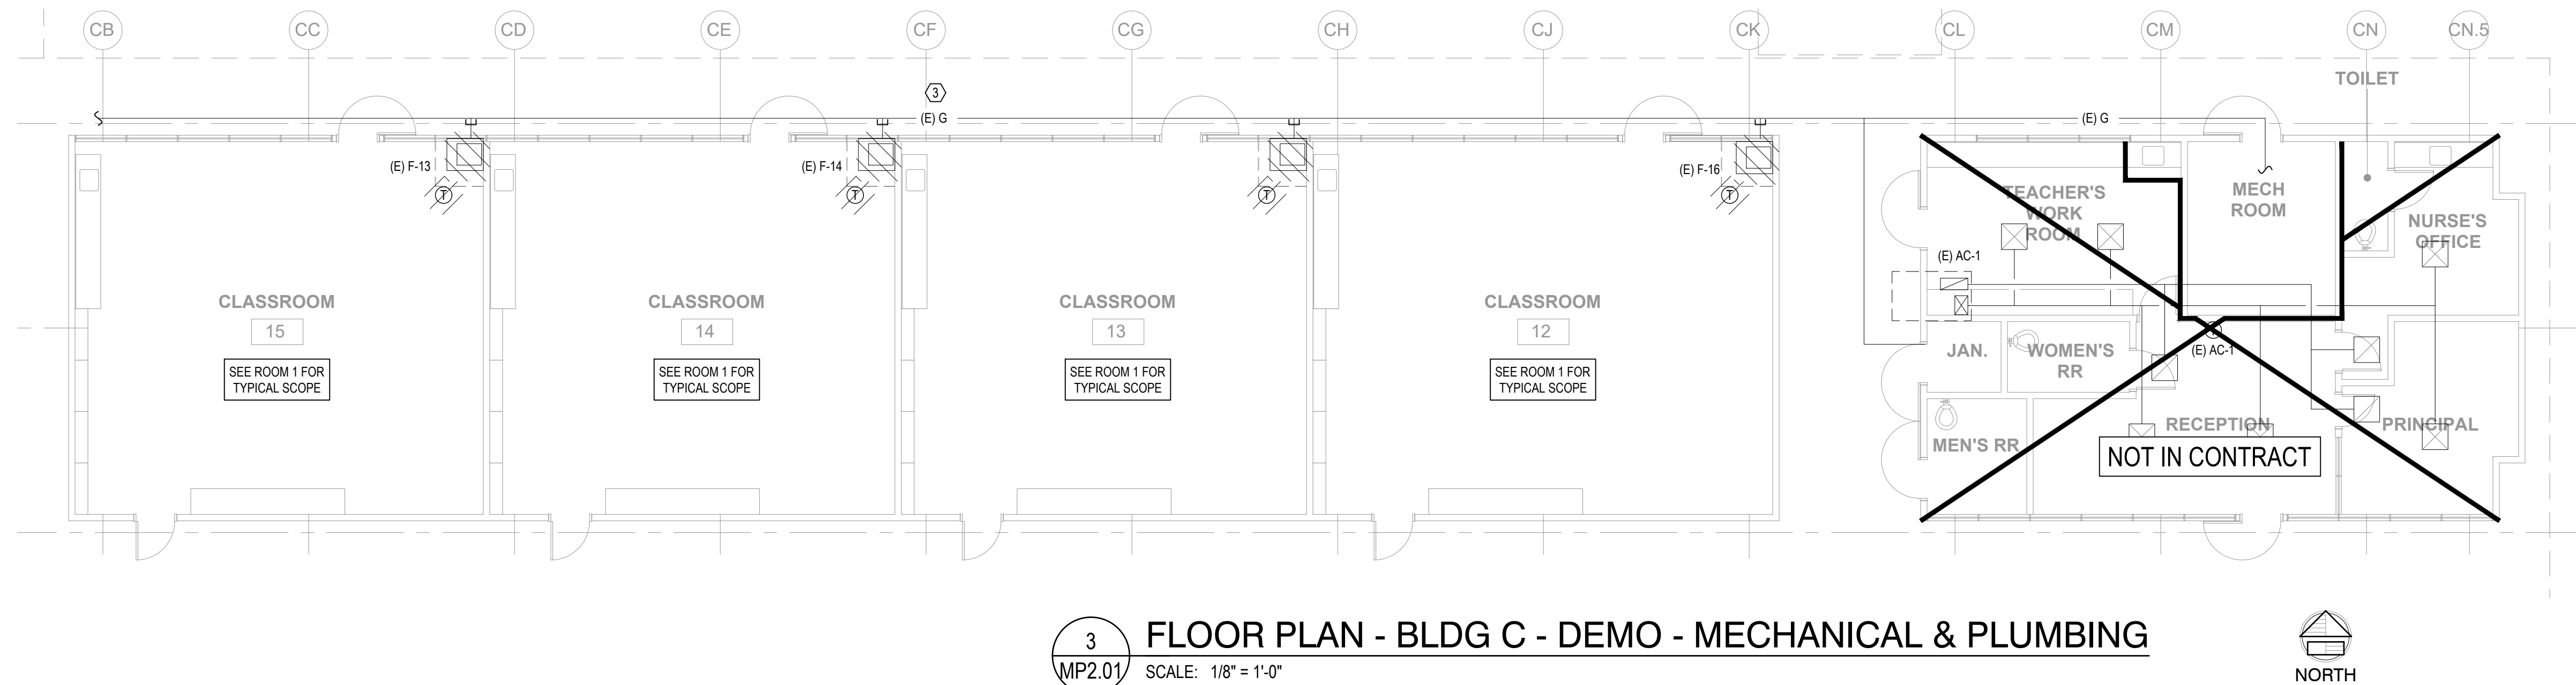 CB CC CD CE CF CG CH CJ CK CL CM CN CN.5
TOILET
3
(E) G
(E) G
(E) F-13
(E) F-14
(E) F-16
T
T
T
T
TEACHER'S
WORK
ROOM
MECH
ROOM
NURSE'S
OFFICE
(E) AC-1
CLASSROOM
15
SEE ROOM 1 FOR
TYPICAL SCOPE
CLASSROOM
14
SEE ROOM 1 FOR
TYPICAL SCOPE
CLASSROOM
13
SEE ROOM 1 FOR
TYPICAL SCOPE
CLASSROOM
12
SEE ROOM 1 FOR
TYPICAL SCOPE
JAN.
WOMEN'S
RR
(E) AC-1
MEN'S RR
RECEPTION
PRINCIPAL
NOT IN CONTRACT
3
MP2.01
FLOOR PLAN - BLDG C - DEMO - MECHANICAL & PLUMBING
SCALE: 1/8" = 1'-0"
NORTH